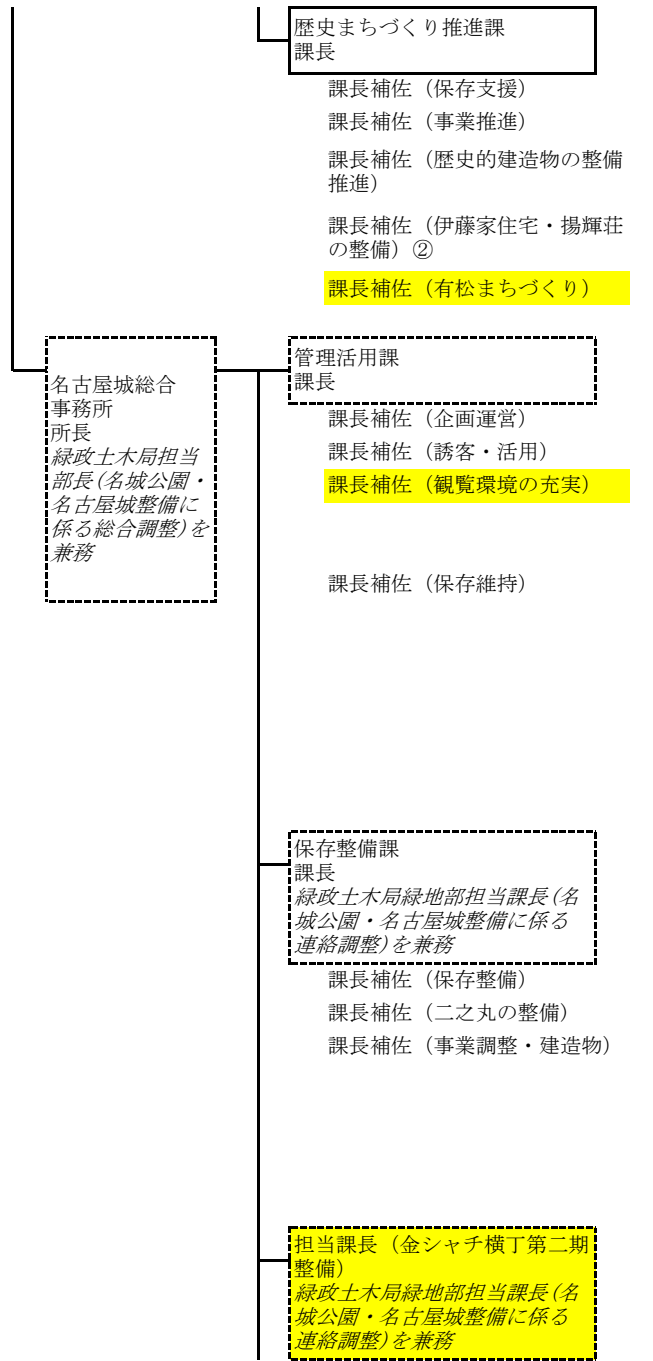 歴史まちづくり推進課
課長
課長補佐（保存支援）
課長補佐（事業推進）
課長補佐（歴史的建造物の整備
推進）
課長補佐（伊藤家住宅・揚輝荘
の整備）②
課長補佐（有松まちづくり）
名古屋城総合
事務所
所長
緑政土木局担当
部長(名城公園・
名古屋城整備に
係る総合調整)を
兼務
管理活用課
課長
課長補佐（企画運営）
課長補佐（誘客・活用）
課長補佐（観覧環境の充実）
課長補佐（保存維持）
保存整備課
課長
緑政土木局緑地部担当課長(名
城公園・名古屋城整備に係る
連絡調整)を兼務
課長補佐（保存整備）
課長補佐（二之丸の整備）
課長補佐（事業調整・建造物）
担当課長（金シャチ横丁第二期
整備）
緑政土木局緑地部担当課長(名
城公園・名古屋城整備に係る
連絡調整)を兼務